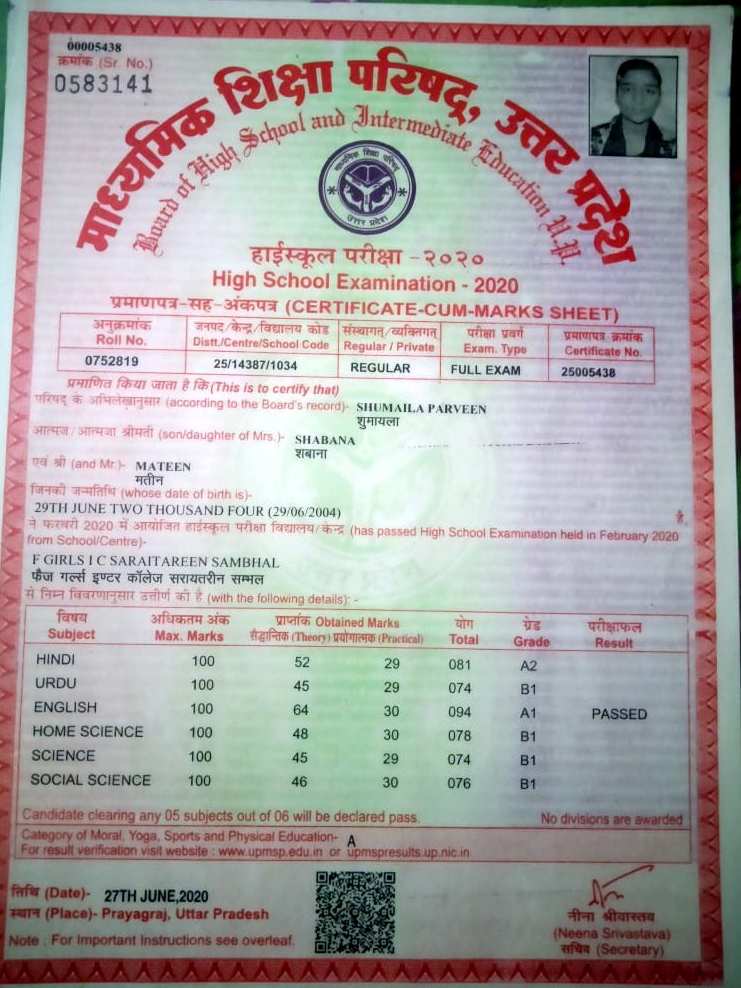 00005438
क्रमांक (Sr. No.)
0583141
माध्यमिक शिक्षा परिषद्, उत्तर प्रदेश
Board of High School and Intermediate Education U.P.
माध्यमिक शिक्षा परिषद्
उत्तर प्रदेश
हाईस्कूल परीक्षा -२०२०
High School Examination - 2020
प्रमाणपत्र-सह-अंकपत्र (CERTIFICATE-CUM-MARKS SHEET)
अनुक्रमांक जनपद/केन्द्र/विद्यालय कोड संस्थागत/व्यक्तिगत परीक्षा प्रवर्ग प्रमाणपत्र क्रमांक
Roll No. Distt./Centre/School Code Regular / Private Exam. Type Certificate No.
0752819 25/14387/1034 REGULAR FULL EXAM 25005438
प्रमाणित किया जाता है कि (This is to certify that)
परिषद् के अभिलेखानुसार (according to the Board's record)- SHUMAILA PARVEEN
शुमायला
आत्मज/आत्मजा श्रीमती (son/daughter of Mrs.)- SHABANA
शबाना
एवं श्री (and Mr.)- MATEEN
मतीन
जिनकी जन्मतिथि (whose date of birth is)-
29TH JUNE TWO THOUSAND FOUR (29/06/2004) है,
ने फरवरी 2020 में आयोजित हाईस्कूल परीक्षा विद्यालय/केन्द्र (has passed High School Examination held in February 2020
from School/Centre)-
F GIRLS I C SARAITAREEN SAMBHAL
फैज गर्ल्स इण्टर कॉलेज सरायतरीन सम्भल
से निम्न विवरणानुसार उत्तीर्ण की है (with the following details): -
विषय अधिकतम अंक प्राप्तांक Obtained Marks योग ग्रेड परीक्षाफल
Subject Max. Marks सैद्धान्तिक (Theory) प्रयोगात्मक (Practical) Total Grade Result
HINDI 100 52 29 081 A2
URDU 100 45 29 074 B1
ENGLISH 100 64 30 094 A1 PASSED
HOME SCIENCE 100 48 30 078 B1
SCIENCE 100 45 29 074 B1
SOCIAL SCIENCE 100 46 30 076 B1
Candidate clearing any 05 subjects out of 06 will be declared pass. No divisions are awarded
Category of Moral, Yoga, Sports and Physical Education- A
For result verification visit website : www.upmsp.edu.in or upmspresults.up.nic.in
तिथि (Date)- 27TH JUNE,2020
स्थान (Place)- Prayagraj, Uttar Pradesh
Note : For Important Instructions see overleaf.
नीना श्रीवास्तव
(Neena Srivastava)
सचिव (Secretary)